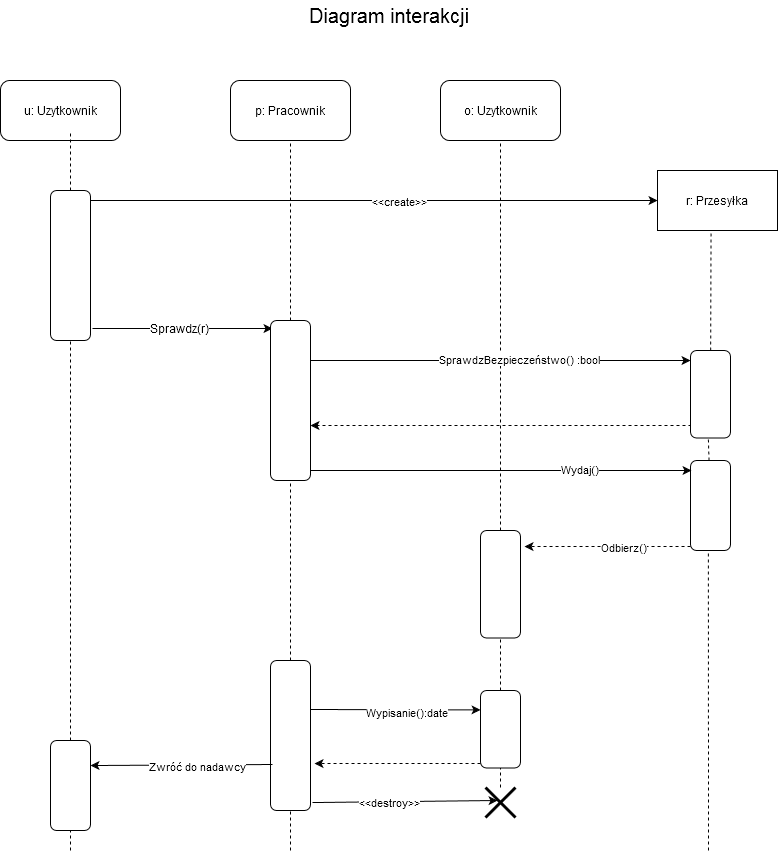 Diagram interakcji
u: Uzytkownik
p: Pracownik
o: Uzytkownik
r: Przesyłka
<<create>>
Sprawdz(r)
SprawdzBezpieczeństwo() :bool
Wydaj()
Odbierz()
Wypisanie():date
Zwróć do nadawcy
<<destroy>>